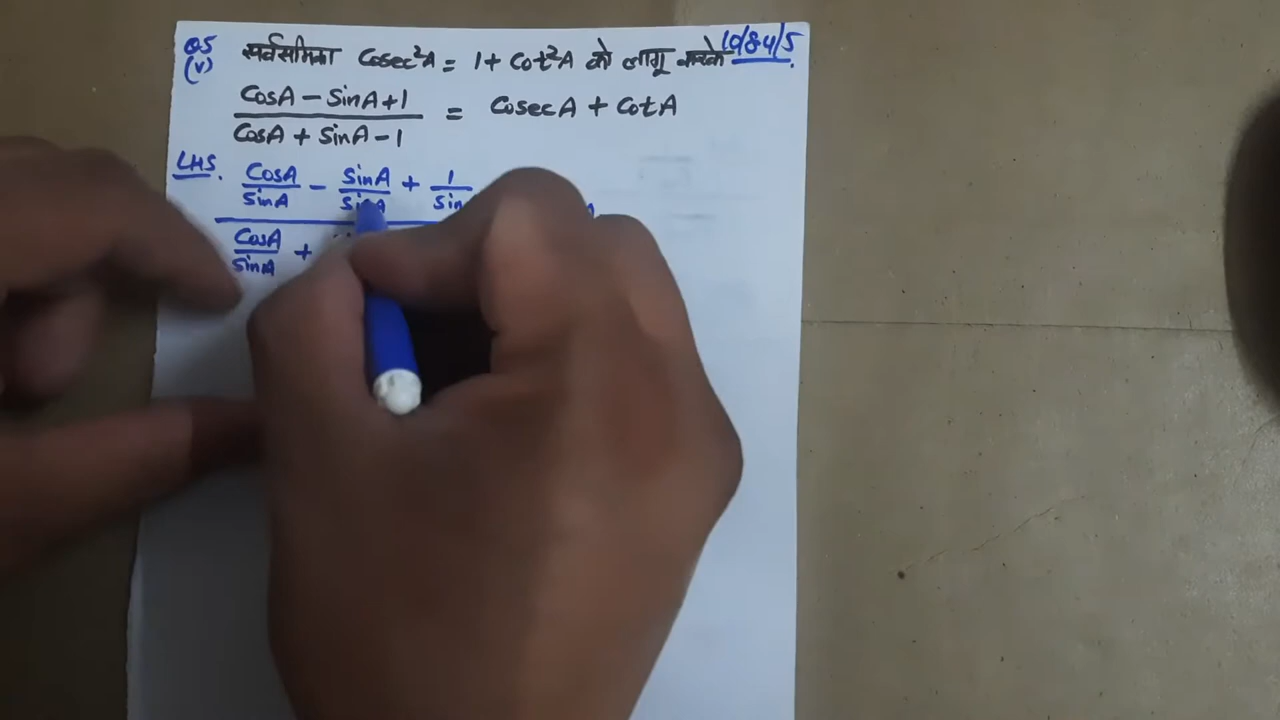 Q5 सर्वसमिका Cosec²A = 1 + Cot²A को लागू करके 10/8.4/5
(v)
CosA - SinA + 1 / CosA + SinA - 1 = CosecA + CotA
LHS. CosA/SinA - SinA/SinA + 1/Sin
CosA/SinA +